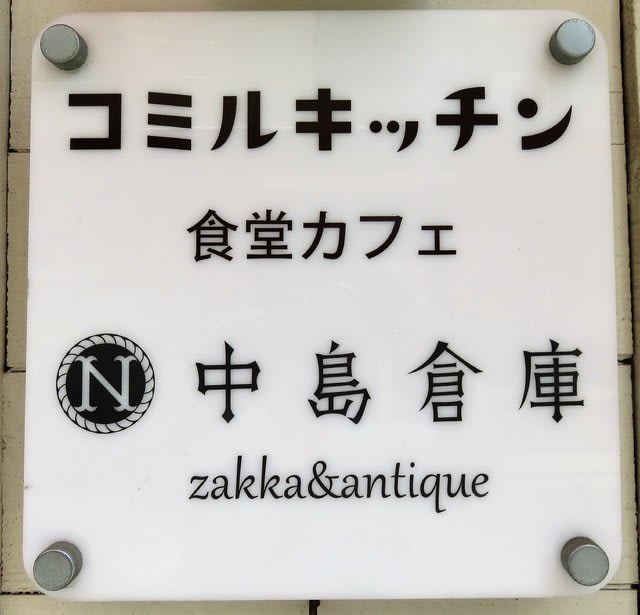 コミルキッチン
食堂カフェ
N 中島倉庫
zakka&antique